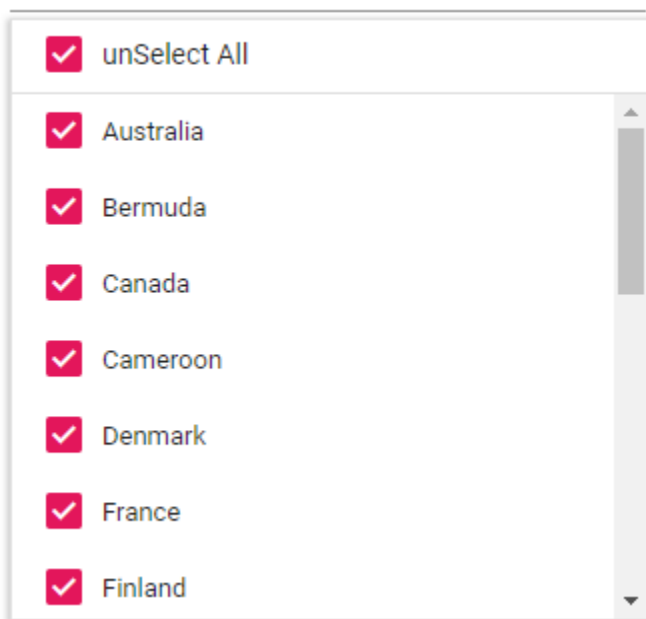 unSelect All
Australia
Bermuda
Canada
Cameroon
Denmark
France
Finland